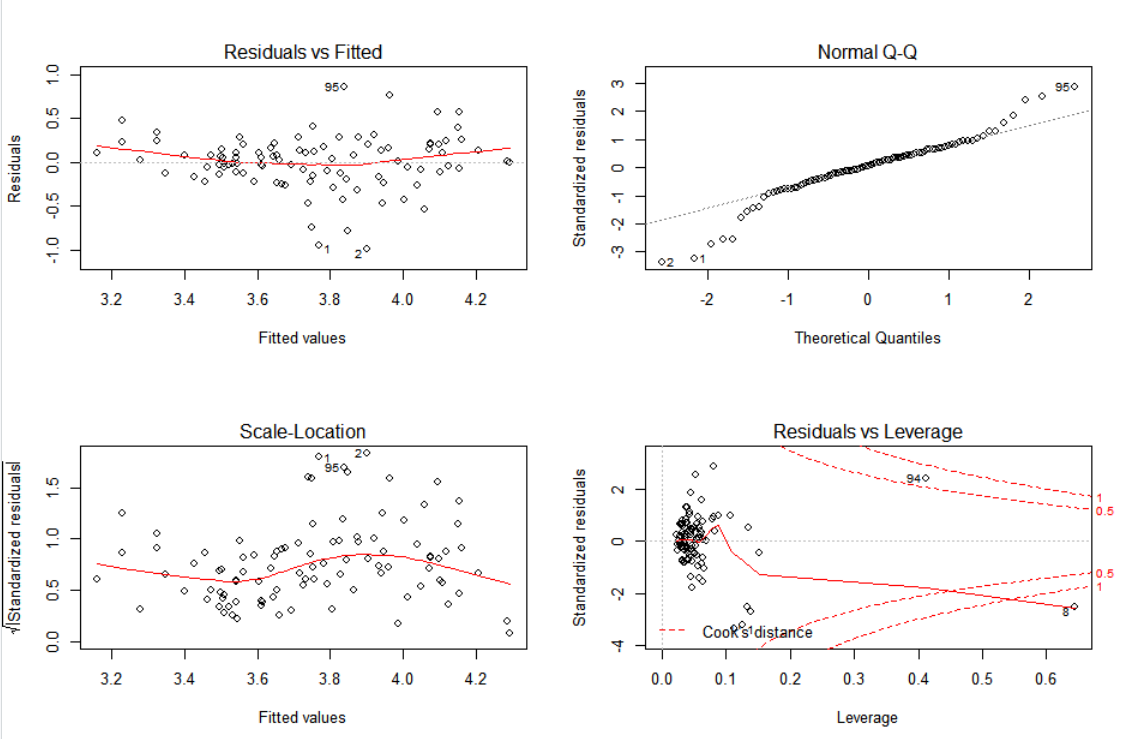 Residuals vs Fitted
Residuals
1.0
0.5
0.0
-0.5
-1.0
95
1
2
3.2 3.4 3.6 3.8 4.0 4.2
Fitted values
Normal Q-Q
Standardized residuals
3
2
1
0
-1
-2
-3
95
2 1
-2 -1 0 1 2
Theoretical Quantiles
Scale-Location
√|Standardized residuals|
1.5
1.0
0.5
0.0
1 2
95
3.2 3.4 3.6 3.8 4.0 4.2
Fitted values
Residuals vs Leverage
Standardized residuals
2
0
-2
-4
94
1
0.5
0.5
1
8
1
Cook's distance
0.0 0.1 0.2 0.3 0.4 0.5 0.6
Leverage